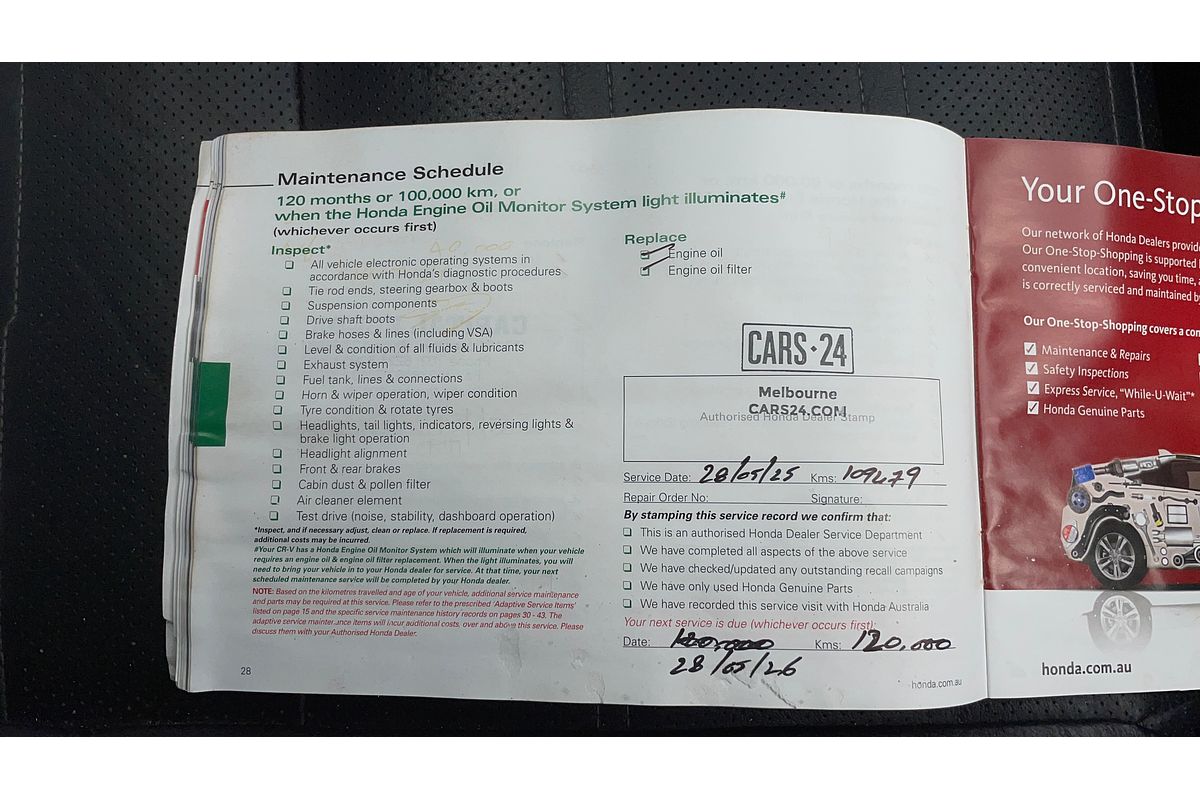 Maintenance Schedule
120 months or 100,000 km, or
when the Honda Engine Oil Monitor System light illuminates#
(whichever occurs first)
Inspect*
All vehicle electronic operating systems in
accordance with Honda's diagnostic procedures
Tie rod ends, steering gearbox & boots
Suspension components
Drive shaft boots
Brake hoses & lines (including VSA)
Level & condition of all fluids & lubricants
Exhaust system
Fuel tank, lines & connections
Horn & wiper operation, wiper condition
Tyre condition & rotate tyres
Headlights, tail lights, indicators, reversing lights &
brake light operation
Headlight alignment
Front & rear brakes
Cabin dust & pollen filter
Air cleaner element
Test drive (noise, stability, dashboard operation)
*Inspect, and if necessary adjust, clean or replace. If replacement is required,
additional costs may be incurred.
#Your CR-V has a Honda Engine Oil Monitor System which will illuminate when your vehicle
requires an engine oil & engine oil filter replacement. When the light illuminates, you will
need to bring your vehicle in to your Honda dealer for service. At that time, your next
scheduled maintenance service will be completed by your Honda dealer.
NOTE: Based on the kilometres travelled and age of your vehicle, additional service maintenance
and parts may be required at this service. Please refer to the prescribed 'Adaptive Service Items'
listed on page 15 and the specific service maintenance history records on pages 30 - 43. The
adaptive service maintenance items will incur additional costs, over and above this service. Please
discuss them with your Authorised Honda Dealer.
28
Replace
Engine oil
Engine oil filter
CARS·24
Melbourne
CARS24.COM
Authorised Honda Dealer Stamp
Service Date: 28/05/25 Kms: 109479
Repair Order No: Signature:
By stamping this service record we confirm that:
This is an authorised Honda Dealer Service Department
We have completed all aspects of the above service
We have checked/updated any outstanding recall campaigns
We have only used Honda Genuine Parts
We have recorded this service visit with Honda Australia
Your next service is due (whichever occurs first):
Date: 120,000 Kms: 120,000
28/05/26
honda.com.au
Your One-Stop
Our network of Honda Dealers provide
Our One-Stop-Shopping is supported
convenient location, saving you time,
is correctly serviced and maintained by
Our One-Stop-Shopping covers a con
Maintenance & Repairs
Safety Inspections
Express Service, "While-U-Wait"*
Honda Genuine Parts
honda.com.au